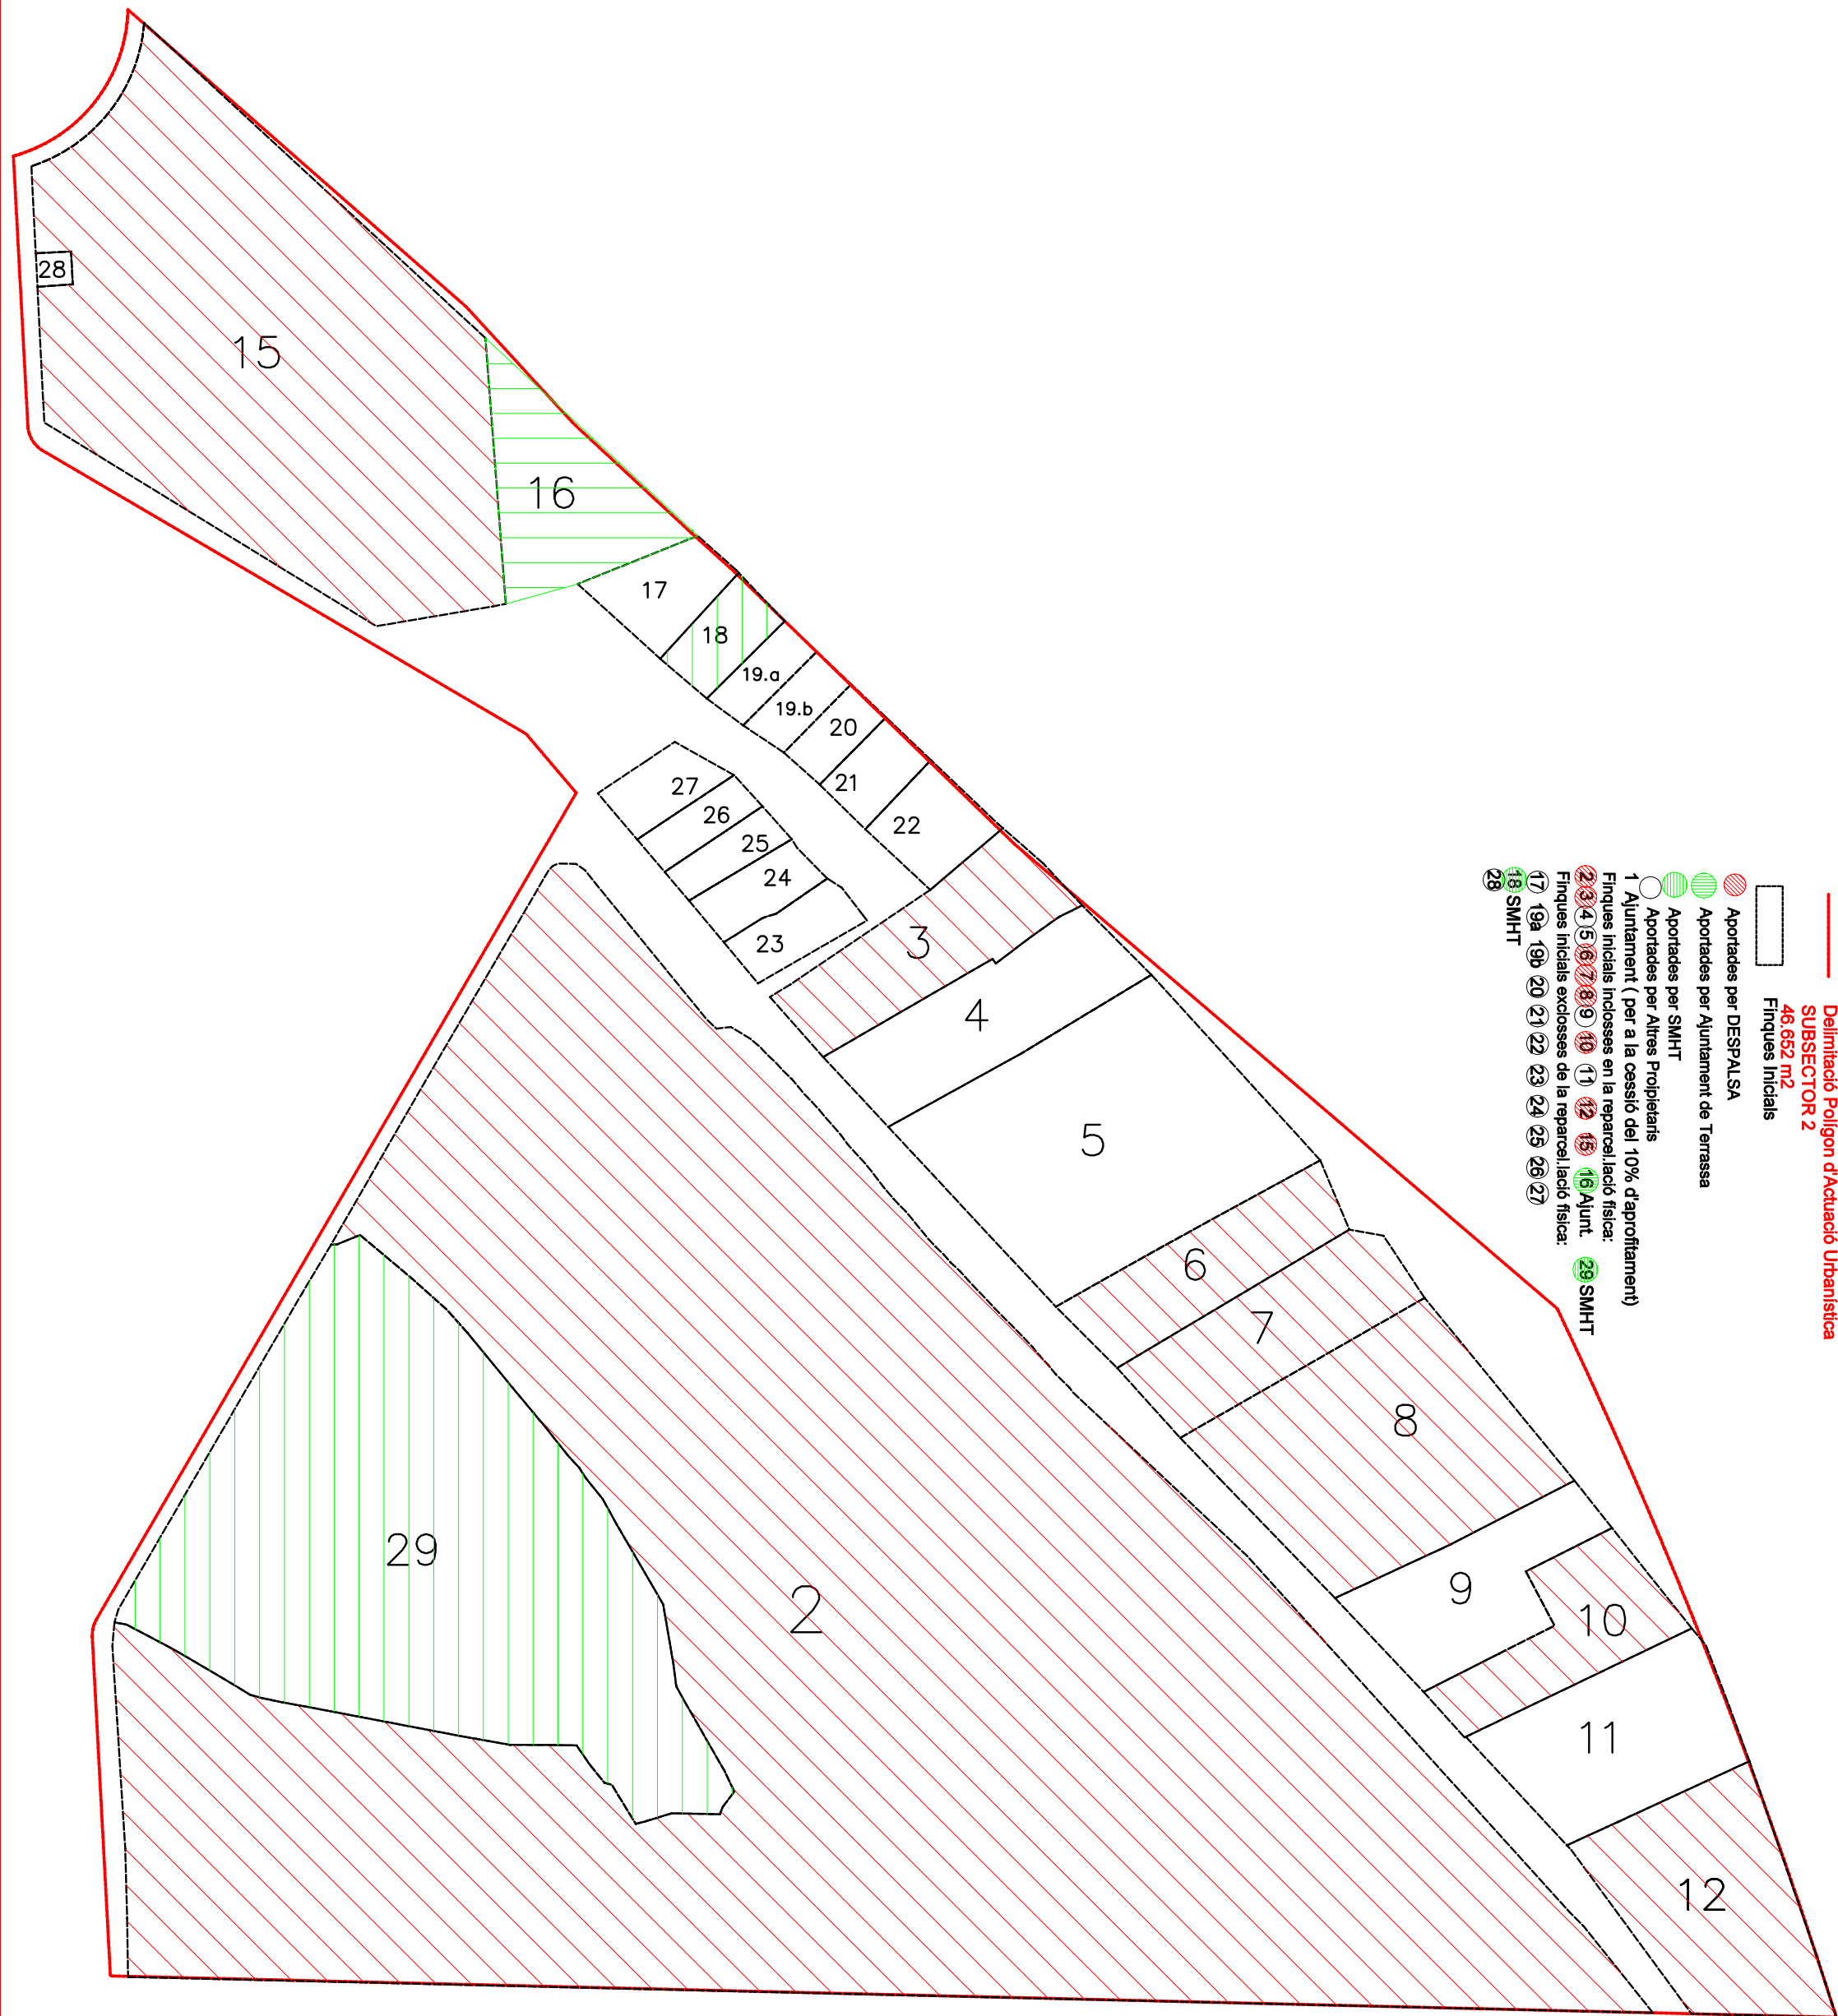 Delimitació Polígon d'Actuació Urbanística
SUBSECTOR 2
46.652 m2
Finques Inicials
Aportades per DESPALSA
Aportades per Ajuntament de Terrassa
Aportades per SMHT
Aportades per Altres Propietaris
1 Ajuntament ( per a la cessió del 10% d'aprofitament)
Finques inicials incloses en la reparcel.lació física:
2 3 4 5 6 7 8 9 10 11 12 15 16 Ajunt. 29 SMHT
Finques inicials excloses de la reparcel.lació física:
17 19a 19b 20 21 22 23 24 25 26 27
18 SMHT
28
28
15
16
17
18
19.a
19.b
20
21
22
27
26
25
24
23
3
4
5
6
7
8
9
10
11
12
29
2